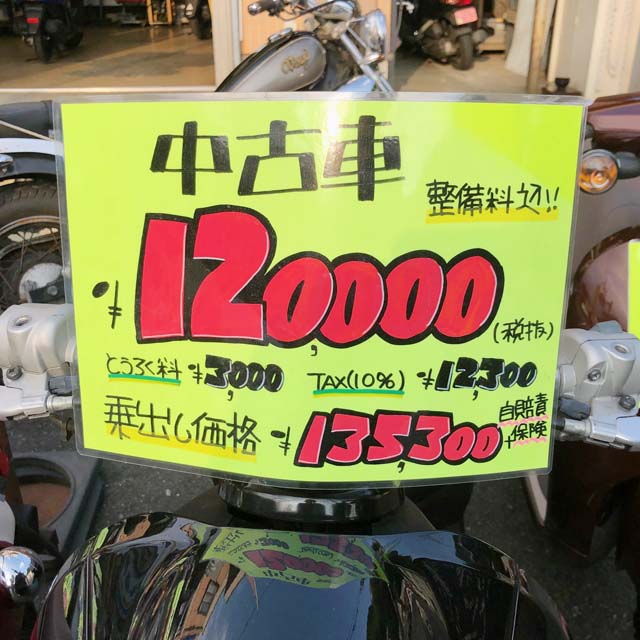 中古車
整備料込!!
¥120,000
(税抜)
とうろく料 ¥3,000 TAX(10%) ¥12,300
乗出し価格 ¥135,300
自賠責
+保険